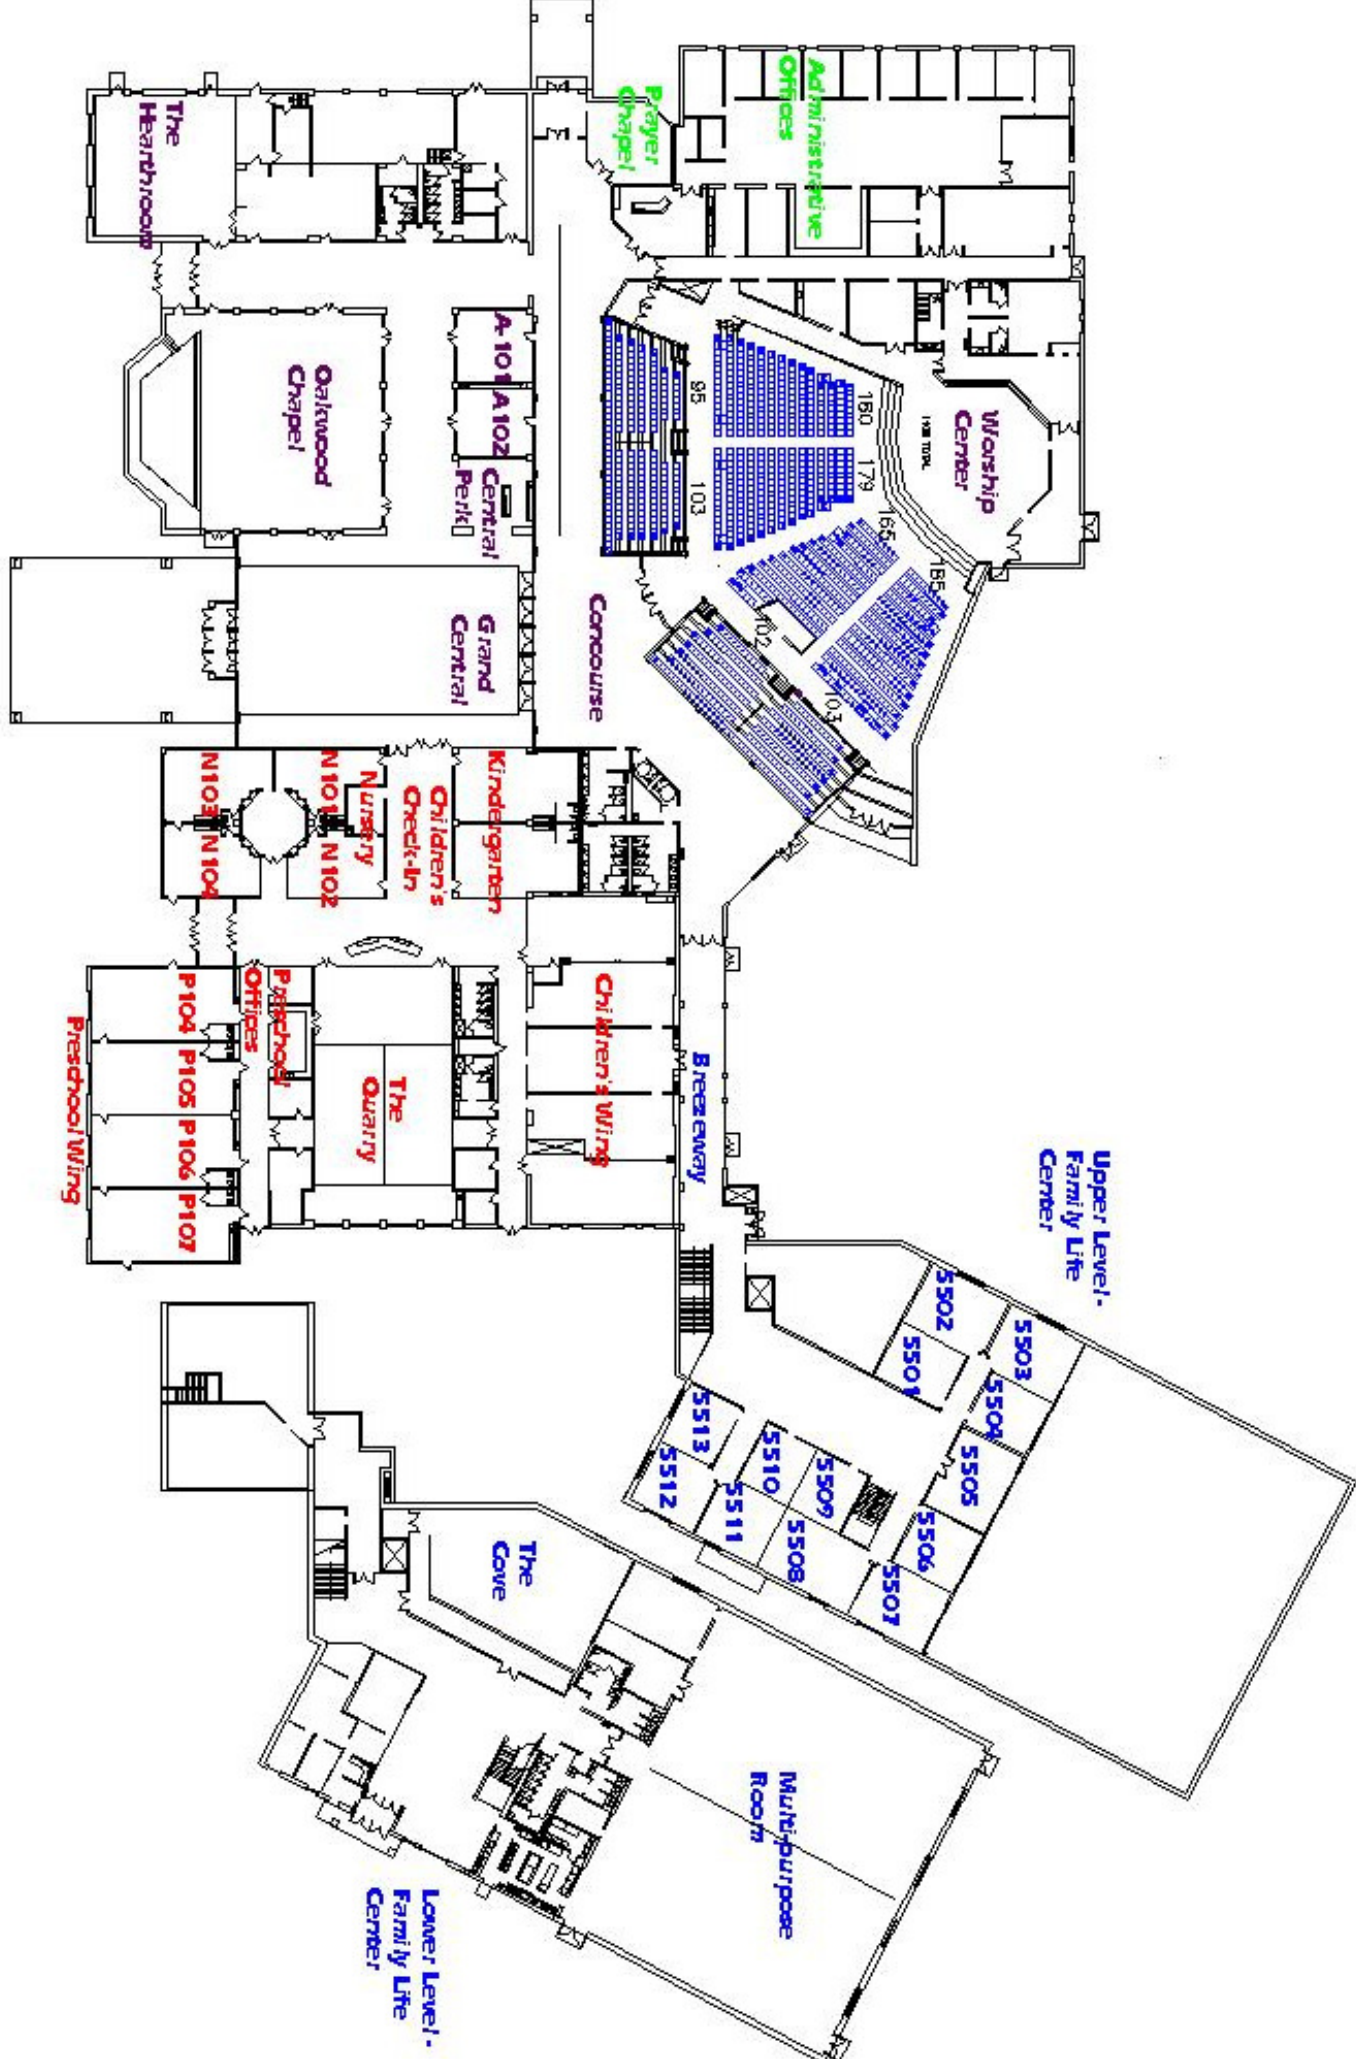 Administrative
Offices
Prayer
Chapel
The
Hearthroom
Worship
Center
160
179
165
185
95
103
102
103
A-101
A102
Oakwood
Chapel
Central
Perk
Grand
Central
Concourse
Kindergarten
Children's
Check-In
Nursery
N101
N102
N103
N104
Children's Wing
Breezeway
The
Quarry
Preschool
Offices
P104
P105
P106
P107
Preschool Wing
Upper Level -
Family Life
Center
5502
5501
5503
5504
5505
5506
5507
5508
5509
5510
5511
5512
5513
The
Cove
Multi-purpose
Room
Lower Level -
Family Life
Center